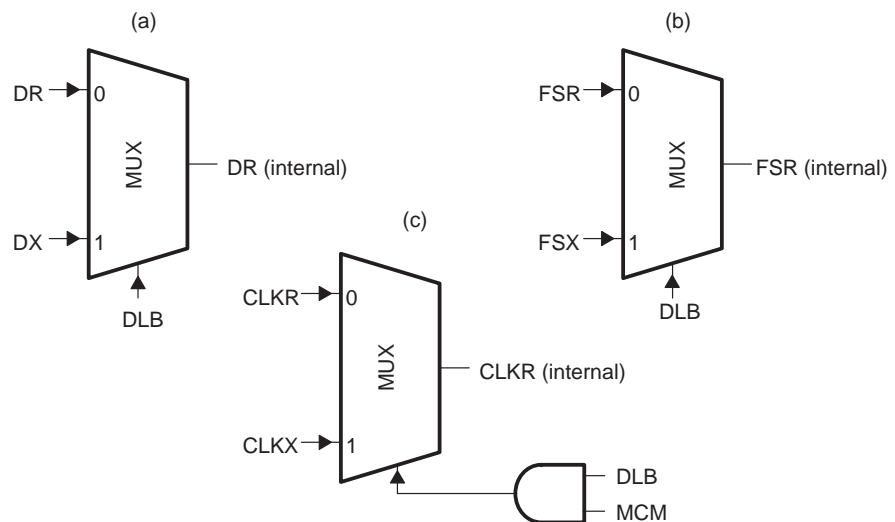 (a)
DR
0
MUX
DR (internal)
DX
1
DLB
(b)
FSR
0
MUX
FSR (internal)
FSX
1
DLB
(c)
CLKR
0
MUX
CLKR (internal)
CLKX
1
DLB
MCM